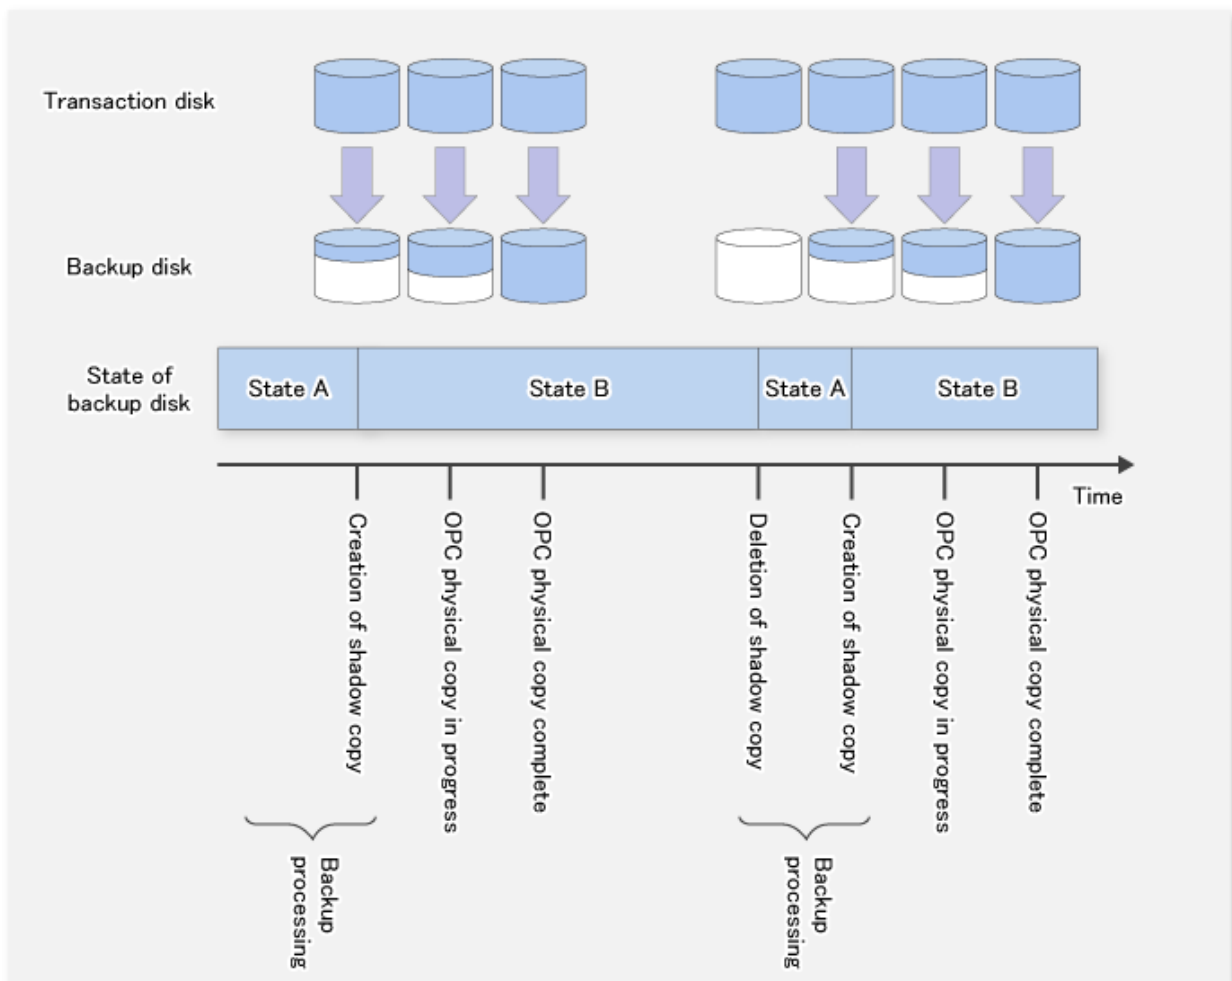 Transaction disk
Backup disk
State of
backup disk
State A
State B
State A
State B
Time
Creation of shadow copy
OPC physical copy in progress
OPC physical copy complete
Deletion of shadow copy
Creation of shadow copy
OPC physical copy in progress
OPC physical copy complete
Backup
processing
Backup
processing